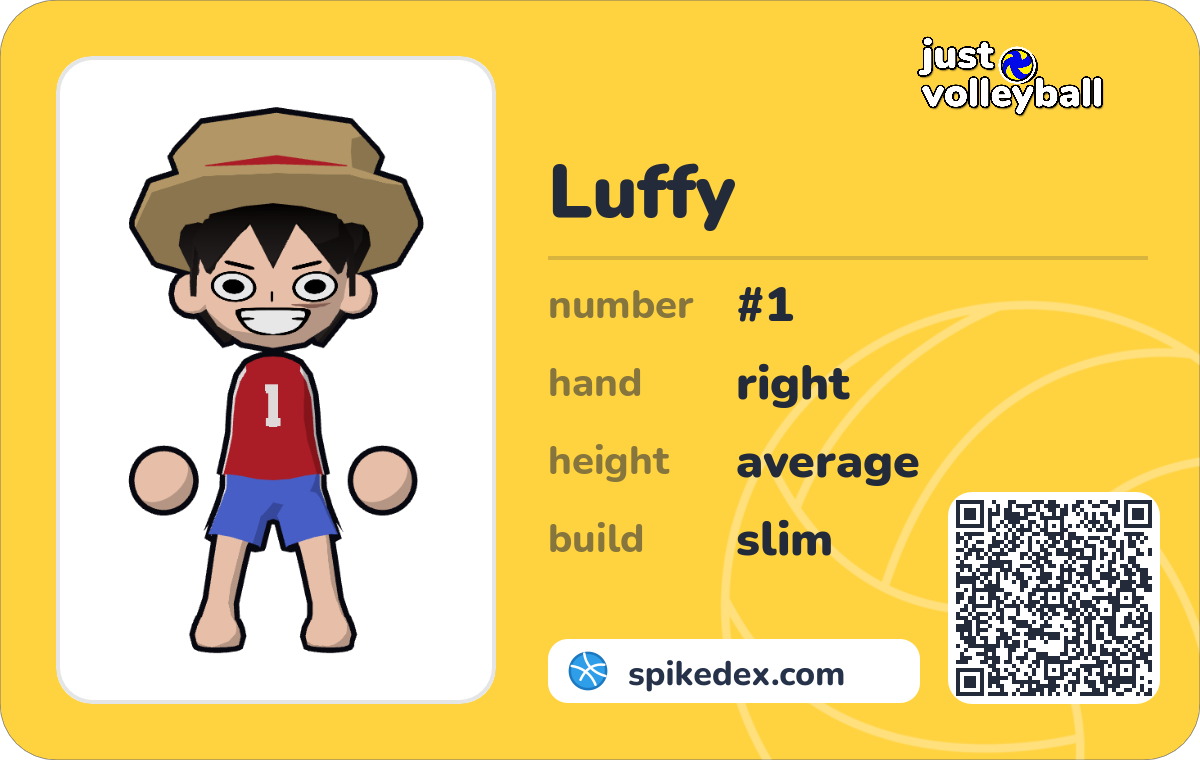 just
volleyball
Luffy
number #1
hand right
height average
build slim
1
spikedex.com